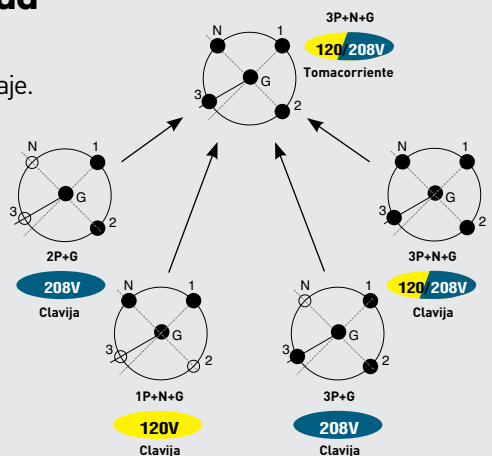 aje.
3P+N+G
120/208V
Tomacorriente
N
1
G
3
2
N
1
G
3
2
2P+G
208V
Clavija
N
1
G
3
2
3P+N+G
120/208V
Clavija
N
1
G
3
2
1P+N+G
120V
Clavija
N
1
G
3
2
3P+G
208V
Clavija